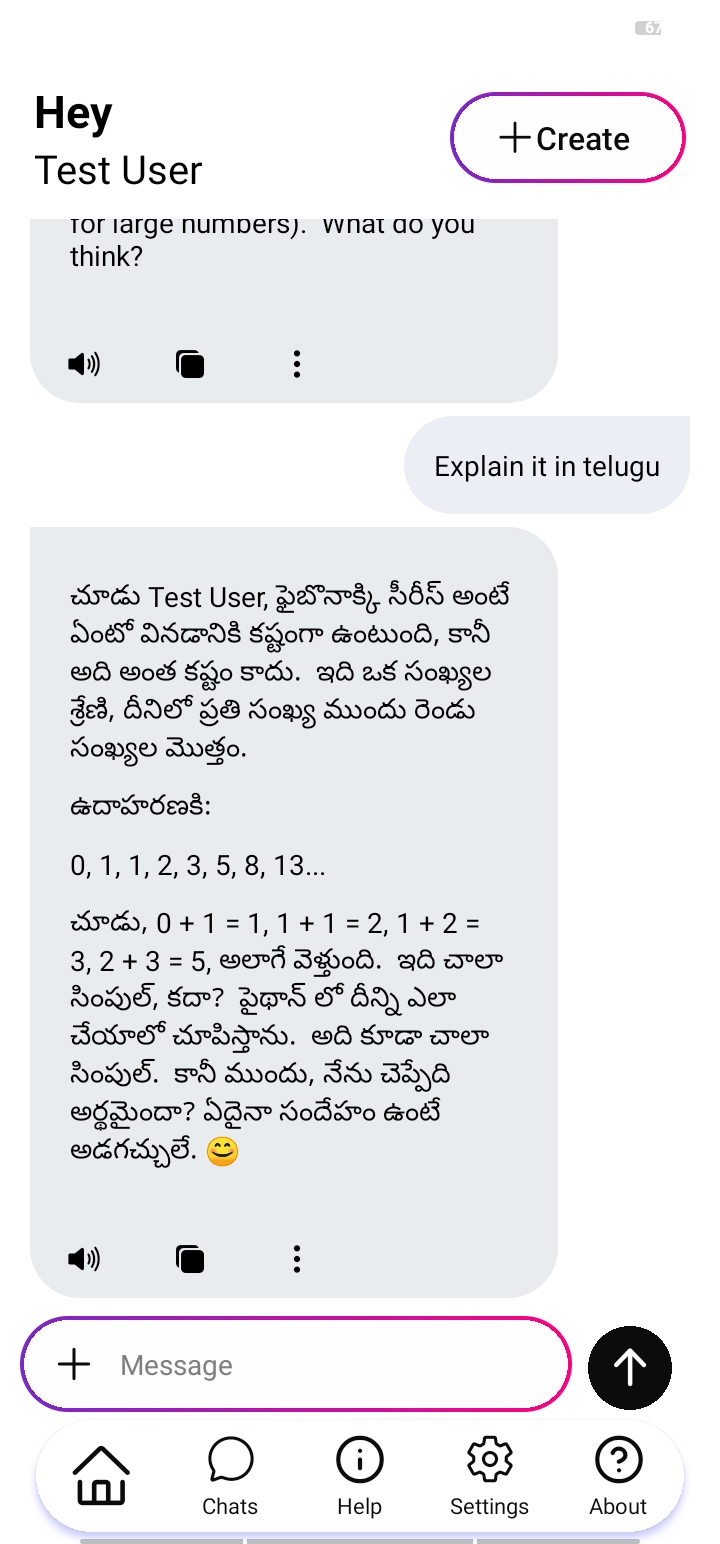 67
Hey
Test User
Create
for large numbers).  What do you
think?
Explain it in telugu
చూడు Test User, ఫైబొనాక్కి సీరీస్ అంటే
ఏంటో వినడానికి కష్టంగా ఉంటుంది, కానీ
అది అంత కష్టం కాదు.  ఇది ఒక సంఖ్యల
శ్రేణి, దీనిలో ప్రతి సంఖ్య ముందు రెండు
సంఖ్యల మొత్తం.
ఉదాహరణకి:
0, 1, 1, 2, 3, 5, 8, 13...
చూడు, 0 + 1 = 1, 1 + 1 = 2, 1 + 2 =
3, 2 + 3 = 5, అలాగే వెళ్తుంది.  ఇది చాలా
సింపుల్, కదా?  పైథాన్ లో దీన్ని ఎలా
చేయాలో చూపిస్తాను.  అది కూడా చాలా
సింపుల్.  కానీ ముందు, నేను చెప్పేది
అర్థమైందా? ఏదైనా సందేహం ఉంటే
అడగచ్చులే. 😊
Message
Chats
Help
Settings
About